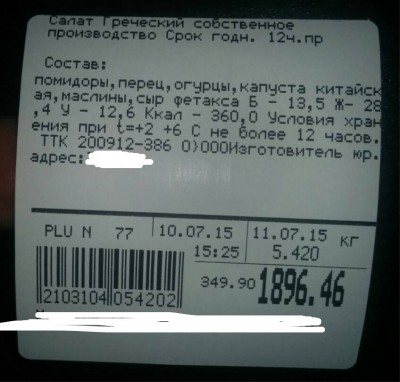 Салат Греческий собственное
производство Срок годн. 12ч.пр
Состав:
помидоры,перец,огурцы,капуста китайск
ая,маслины,сыр фетакса Б - 13,5 Ж- 28
,4 У - 12,6 Ккал - 360,0 Условия хран
ения при t=+2 +6 С не более 12 часов.
ТТК 200912-386 О)ООО Изготовитель юр.
адрес:
PLU N 77 10.07.15 11.07.15 кг
15:25 5.420
349.90 1896.46
2103104 054202